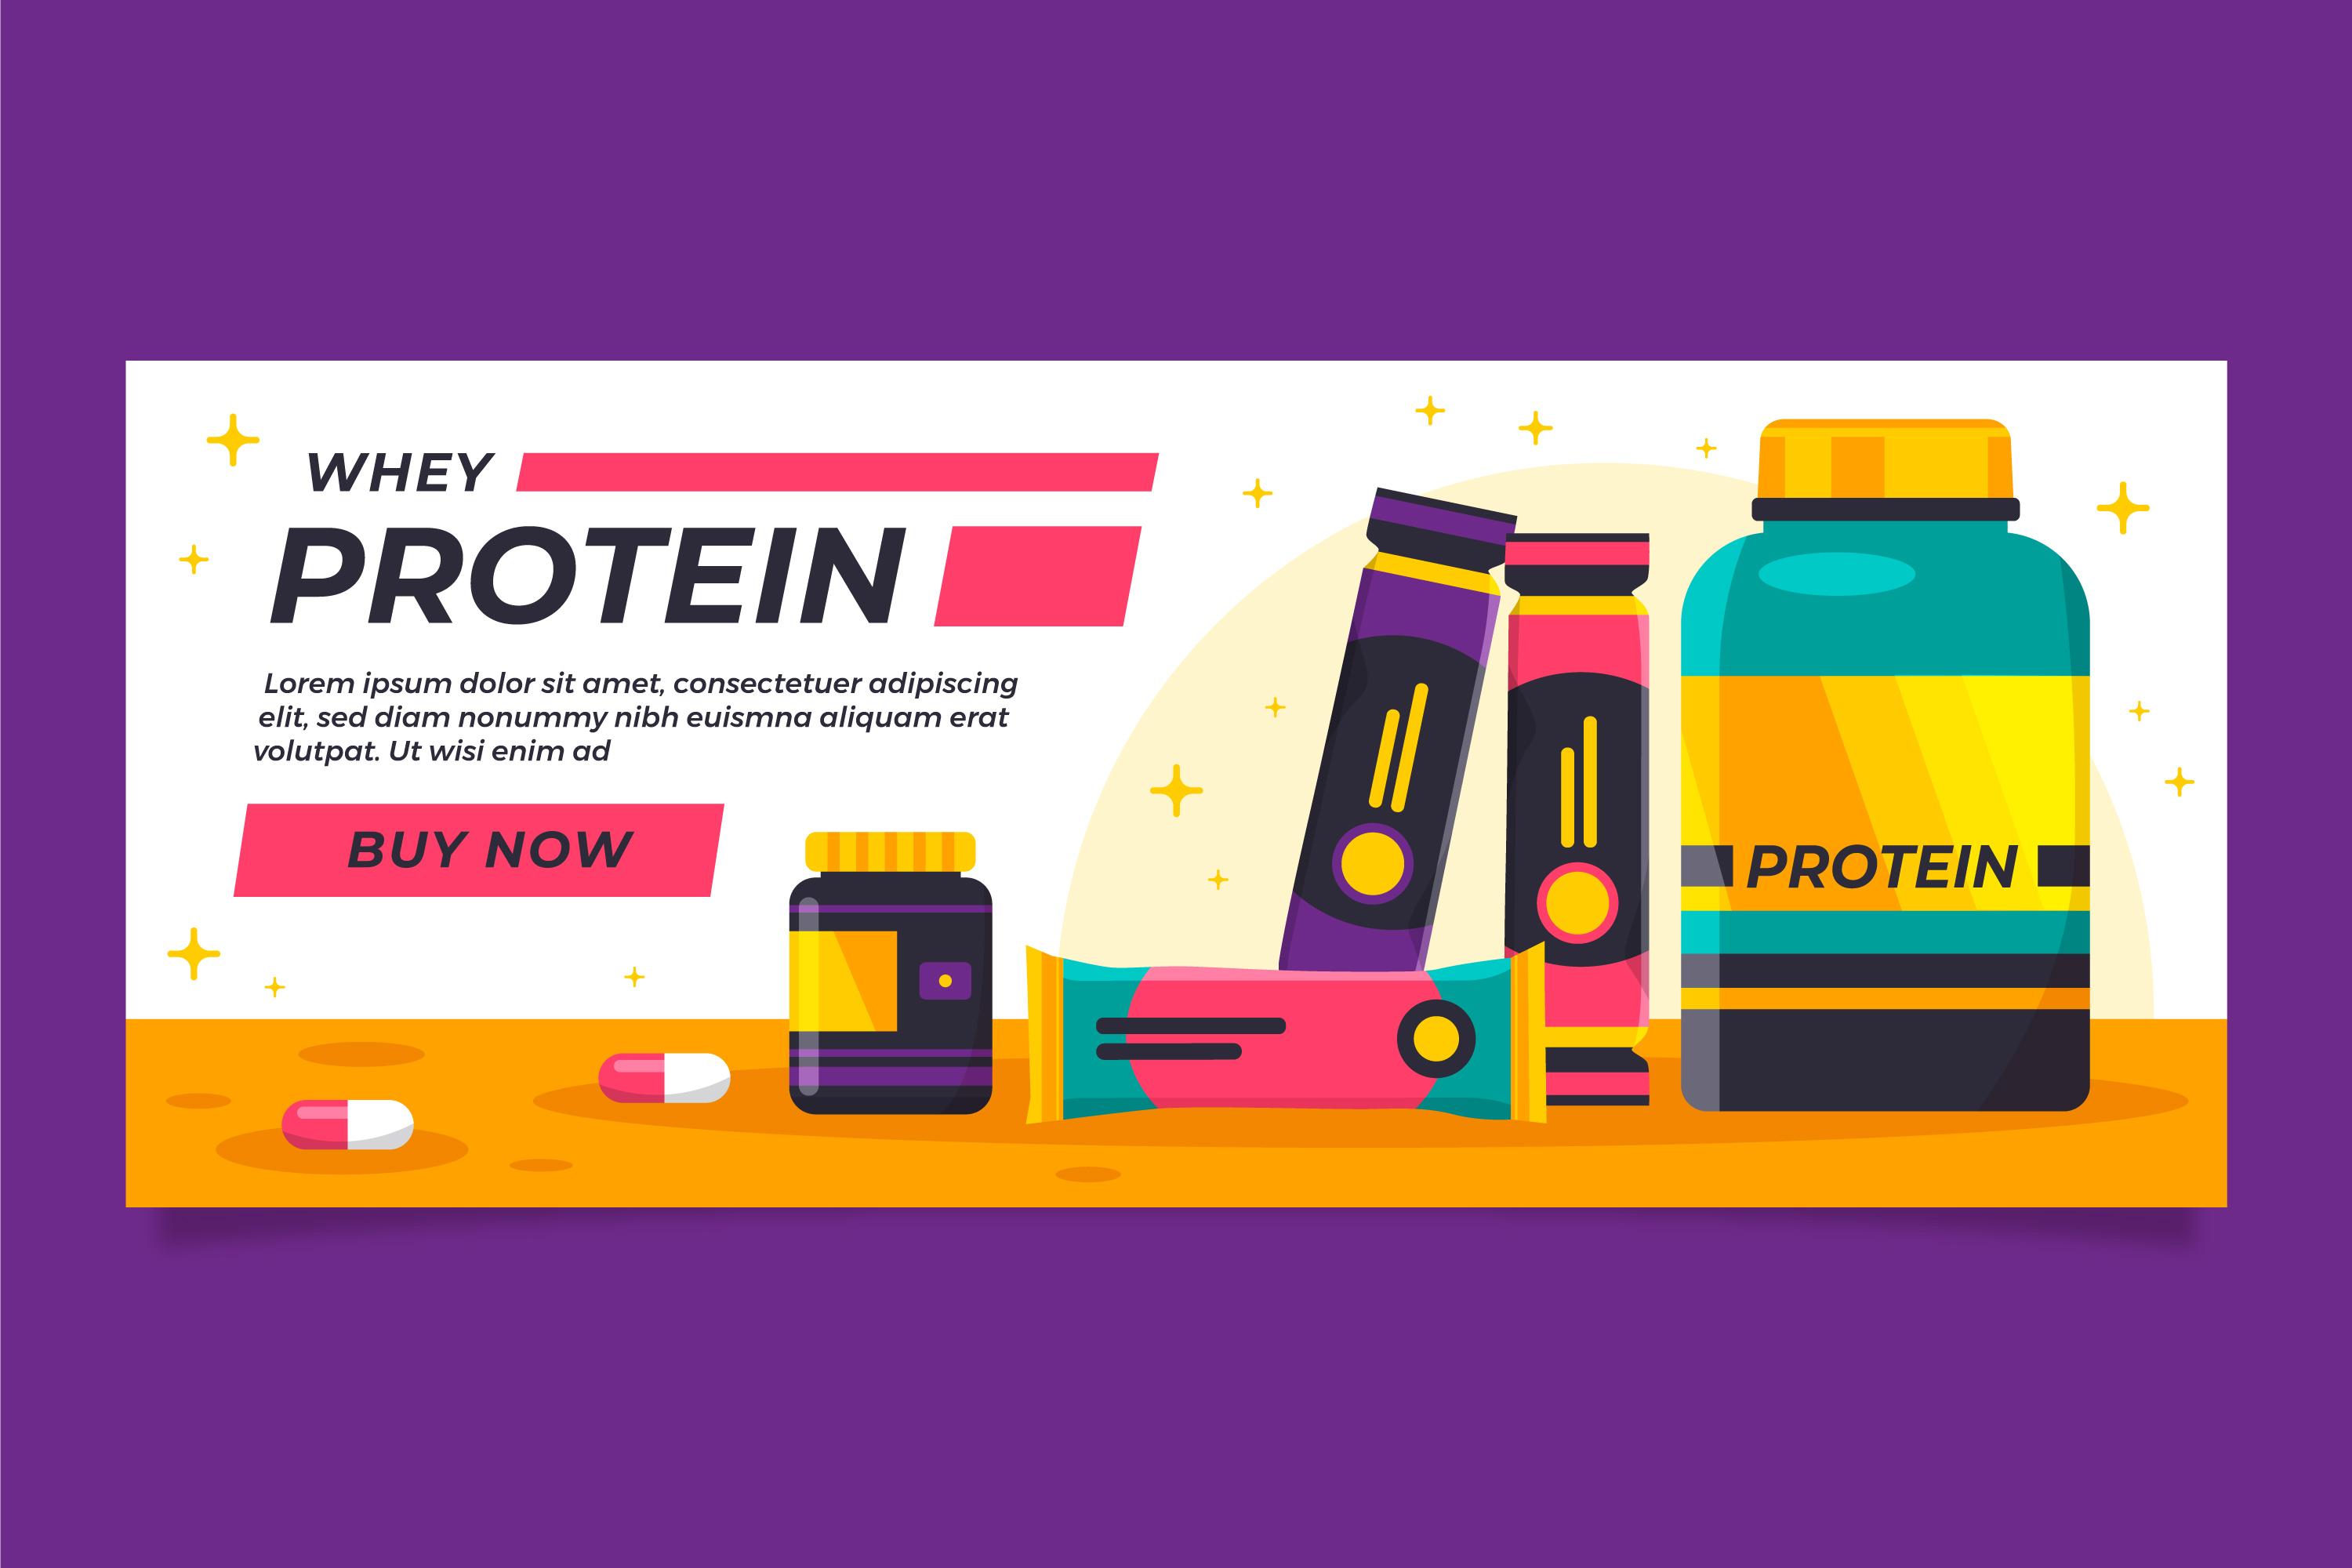 WHEY
PROTEIN
Lorem ipsum dolor sit amet, consectetuer adipiscing
elit, sed diam nonummy nibh euismna aliquam erat
volutpat. Ut wisi enim ad
BUY NOW
PROTEIN